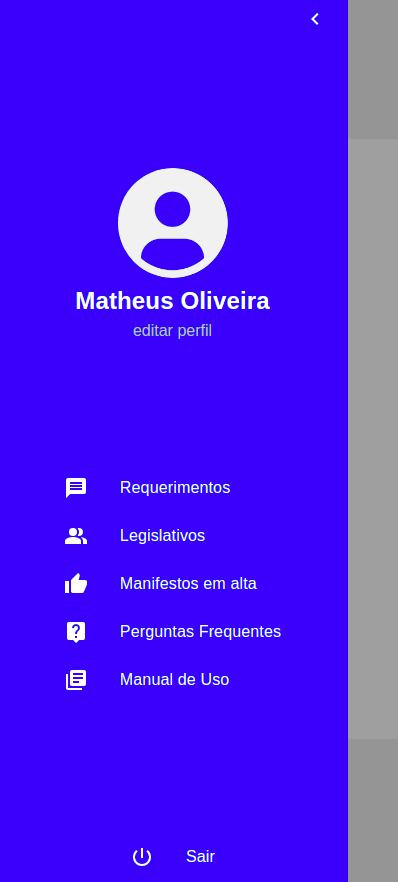 Matheus Oliveira
editar perfil
Requerimentos
Legislativos
Manifestos em alta
Perguntas Frequentes
Manual de Uso
Sair